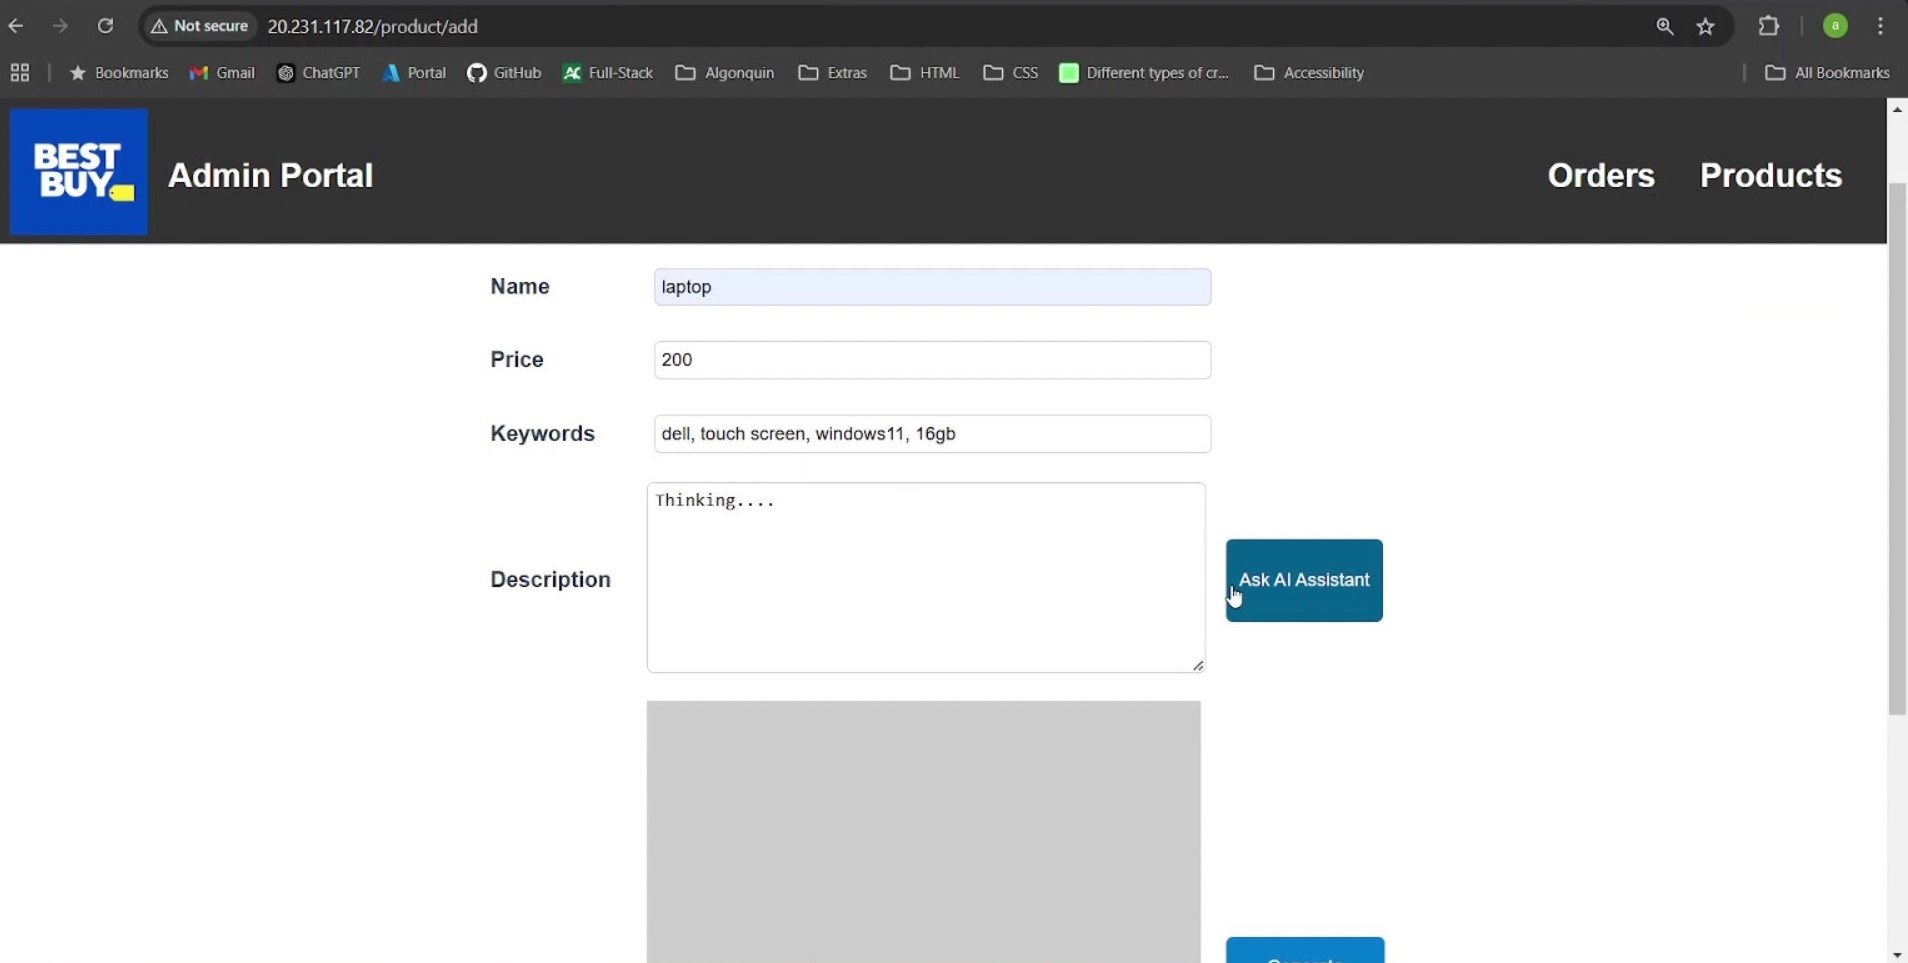 Not secure 20.231.117.82/product/add a
Bookmarks Gmail ChatGPT Portal GitHub Full-Stack Algonquin Extras HTML CSS Different types of cr... Accessibility All Bookmarks
BEST
BUY
Admin Portal Orders Products
Name laptop
Price 200
Keywords dell, touch screen, windows11, 16gb
Thinking....
Description Ask AI Assistant